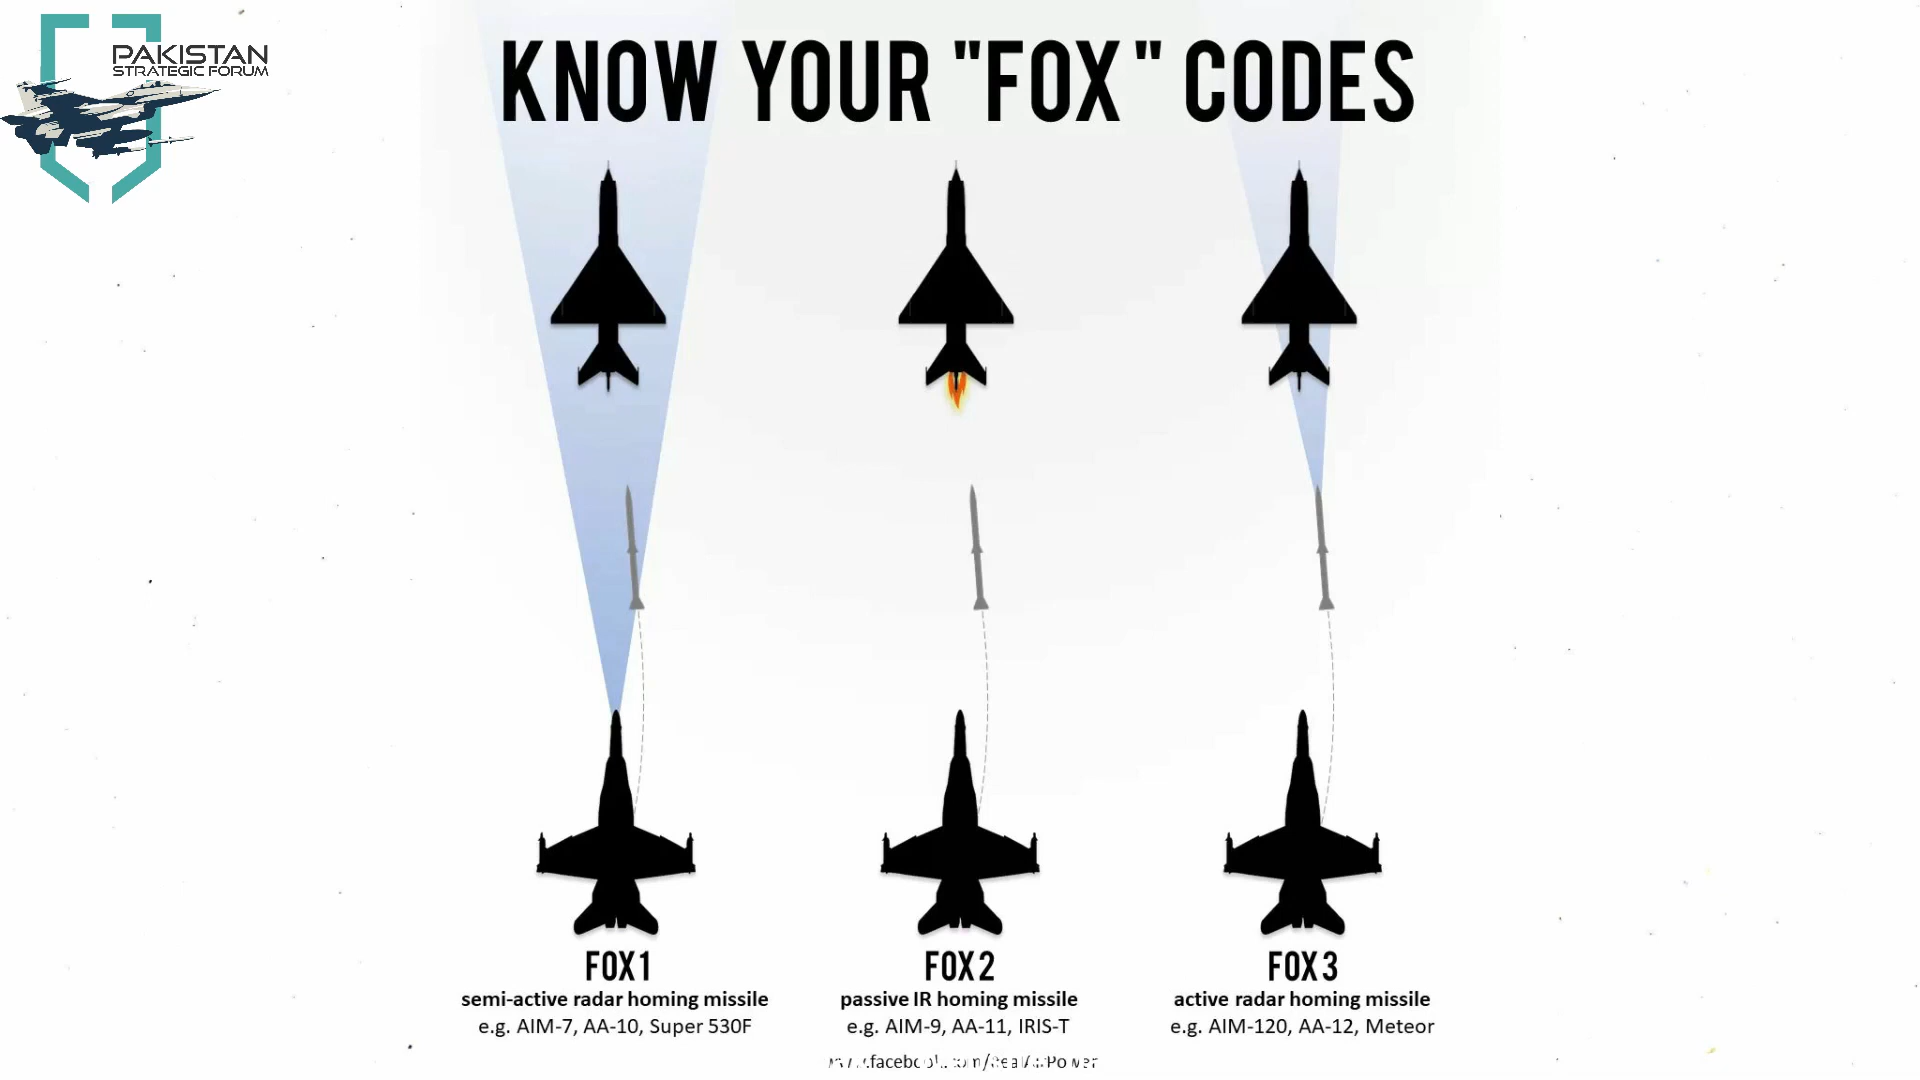 PAKISTAN
STRATEGIC FORUM
KNOW YOUR "FOX" CODES
FOX 1
semi-active radar homing missile
e.g. AIM-7, AA-10, Super 530F
FOX 2
passive IR homing missile
e.g. AIM-9, AA-11, IRIS-T
FOX 3
active radar homing missile
e.g. AIM-120, AA-12, Meteor